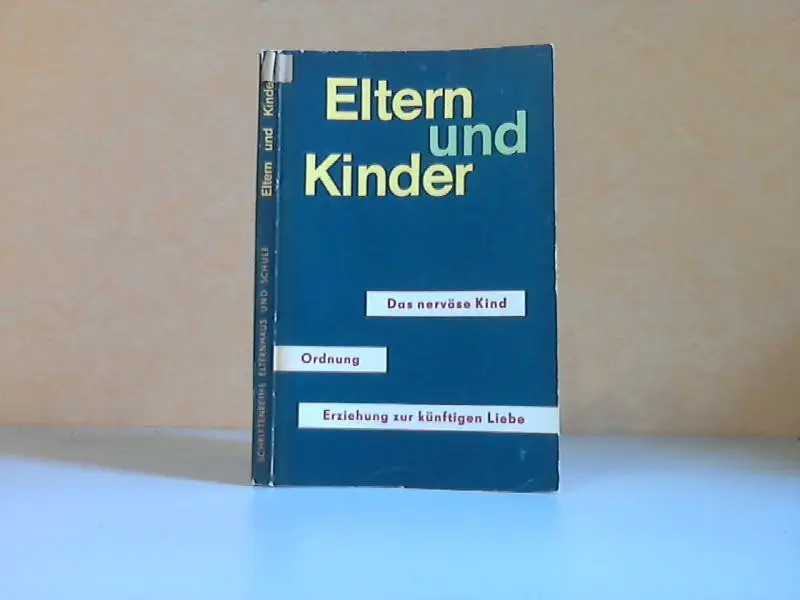 Eltern
und
Kinder
Das nervöse Kind
Ordnung
Erziehung zur künftigen Liebe
SCHRIFTENREIHE ELTERNHAUS UND SCHULE Eltern und Kinder